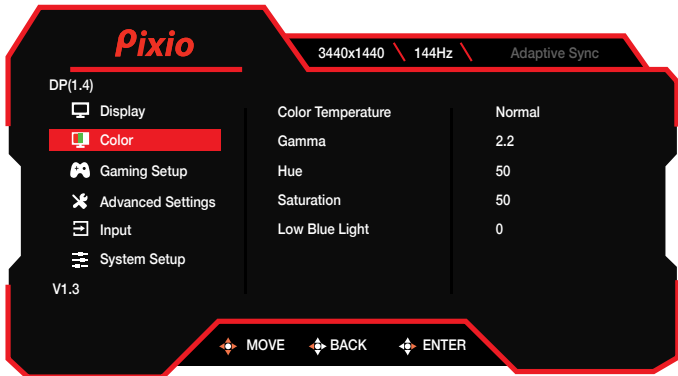 Pixio
3440x1440 \ 144Hz \ Adaptive Sync
DP(1.4)
Display
Color
Gaming Setup
Advanced Settings
Input
System Setup
V1.3
Color Temperature Normal
Gamma 2.2
Hue 50
Saturation 50
Low Blue Light 0
MOVE BACK ENTER